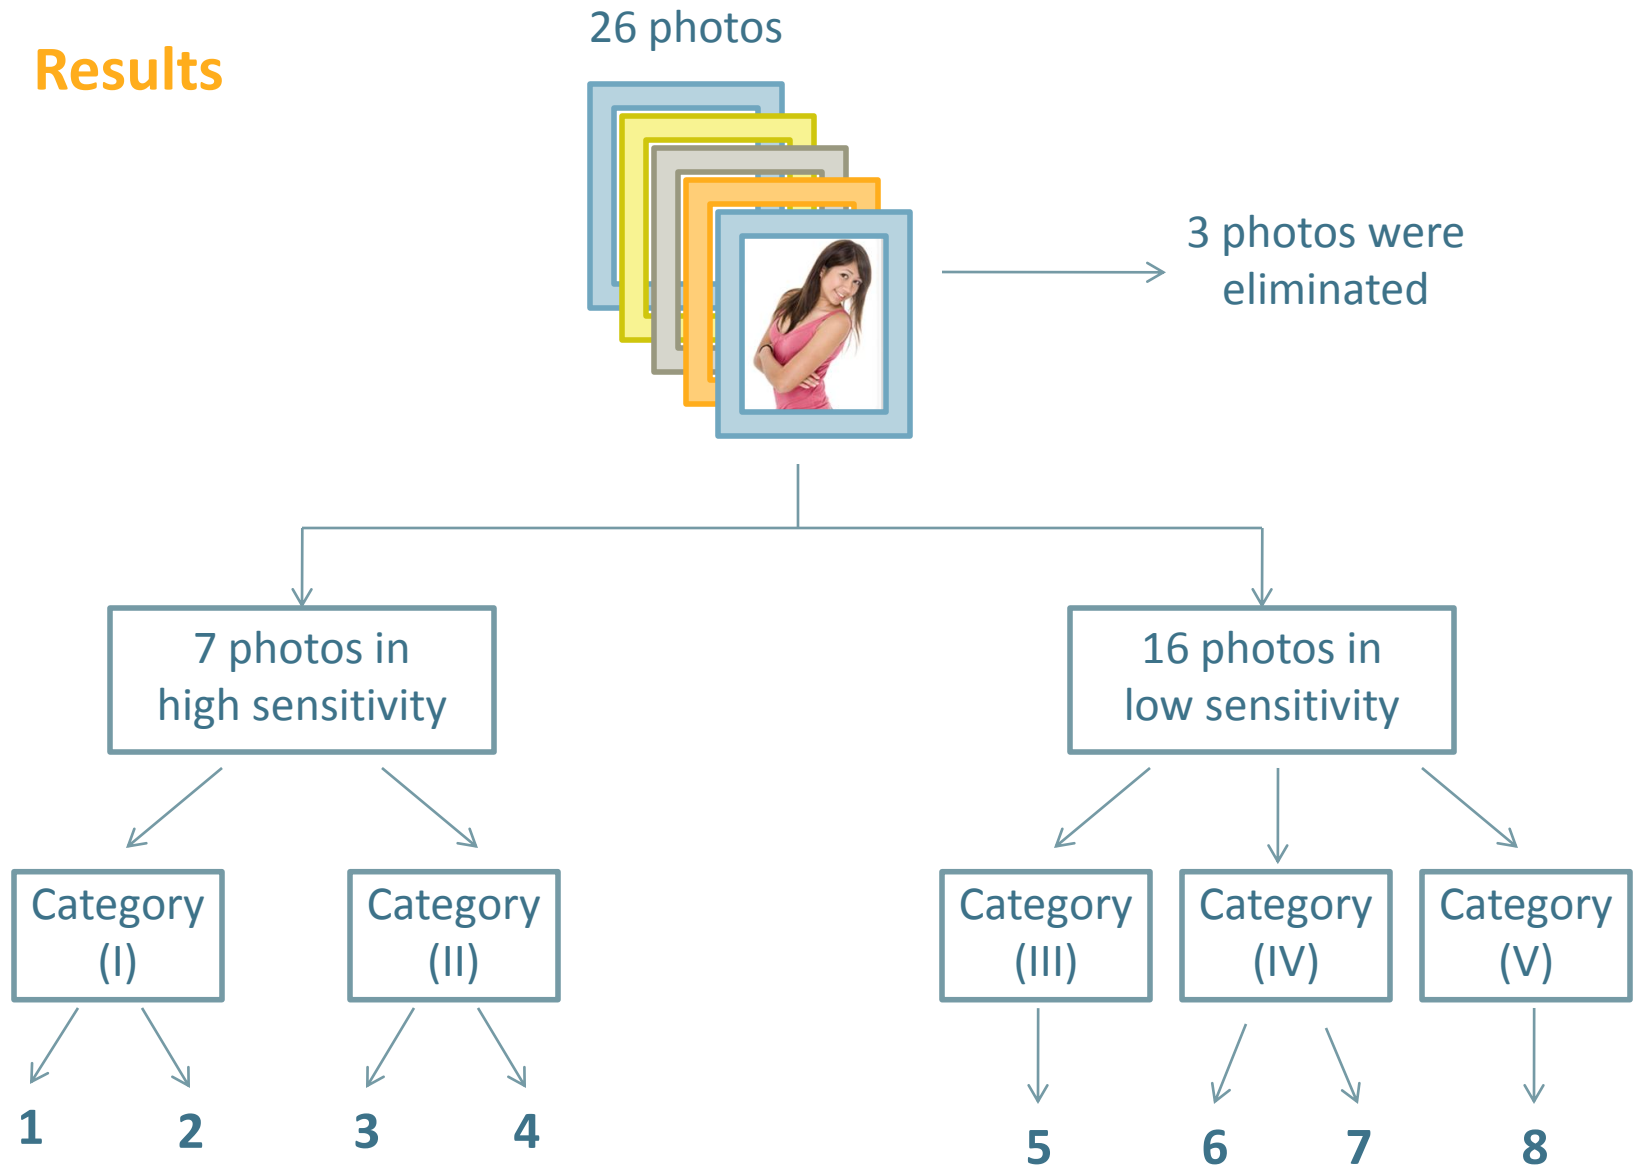 26 photos
Results
3 photos were
eliminated
7 photos in
high sensitivity
16 photos in
low sensitivity
Category
(I)
Category
(II)
Category
(III)
Category
(IV)
Category
(V)
1
2
3
4
5
6
7
8